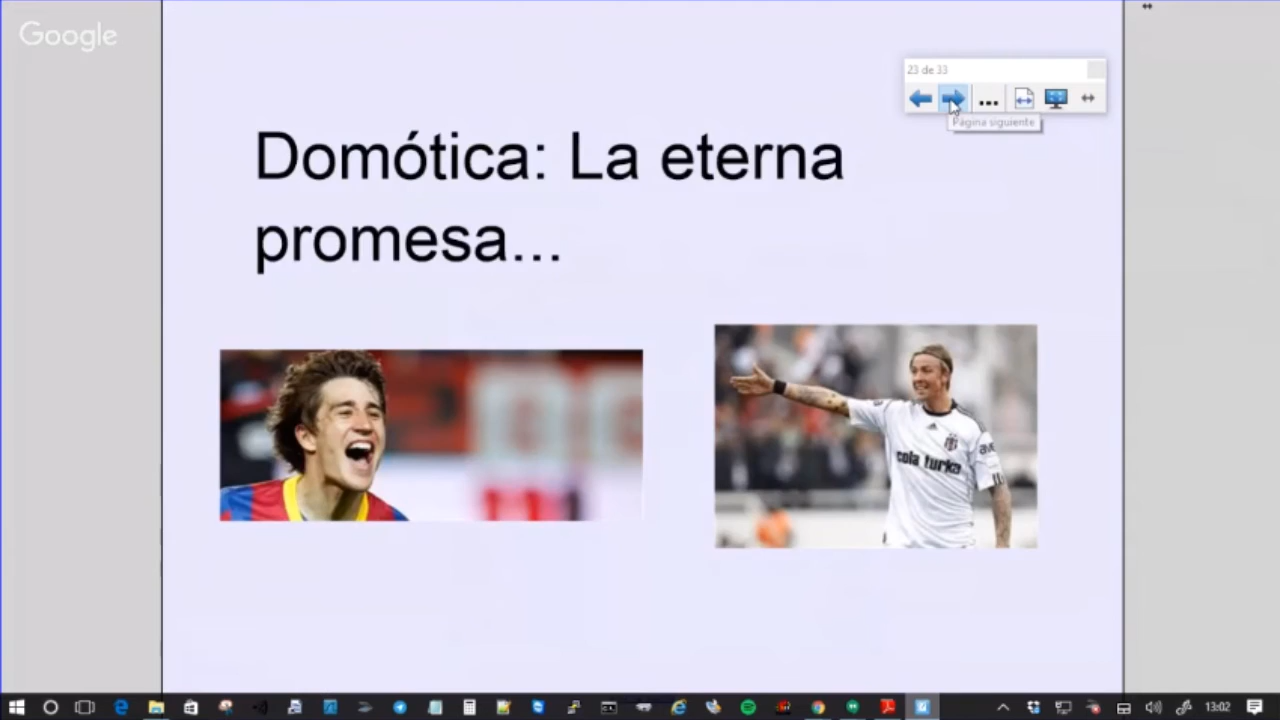 Google
23 de 33
Página siguiente
Domótica: La eterna
promesa...
cola turka
13:02